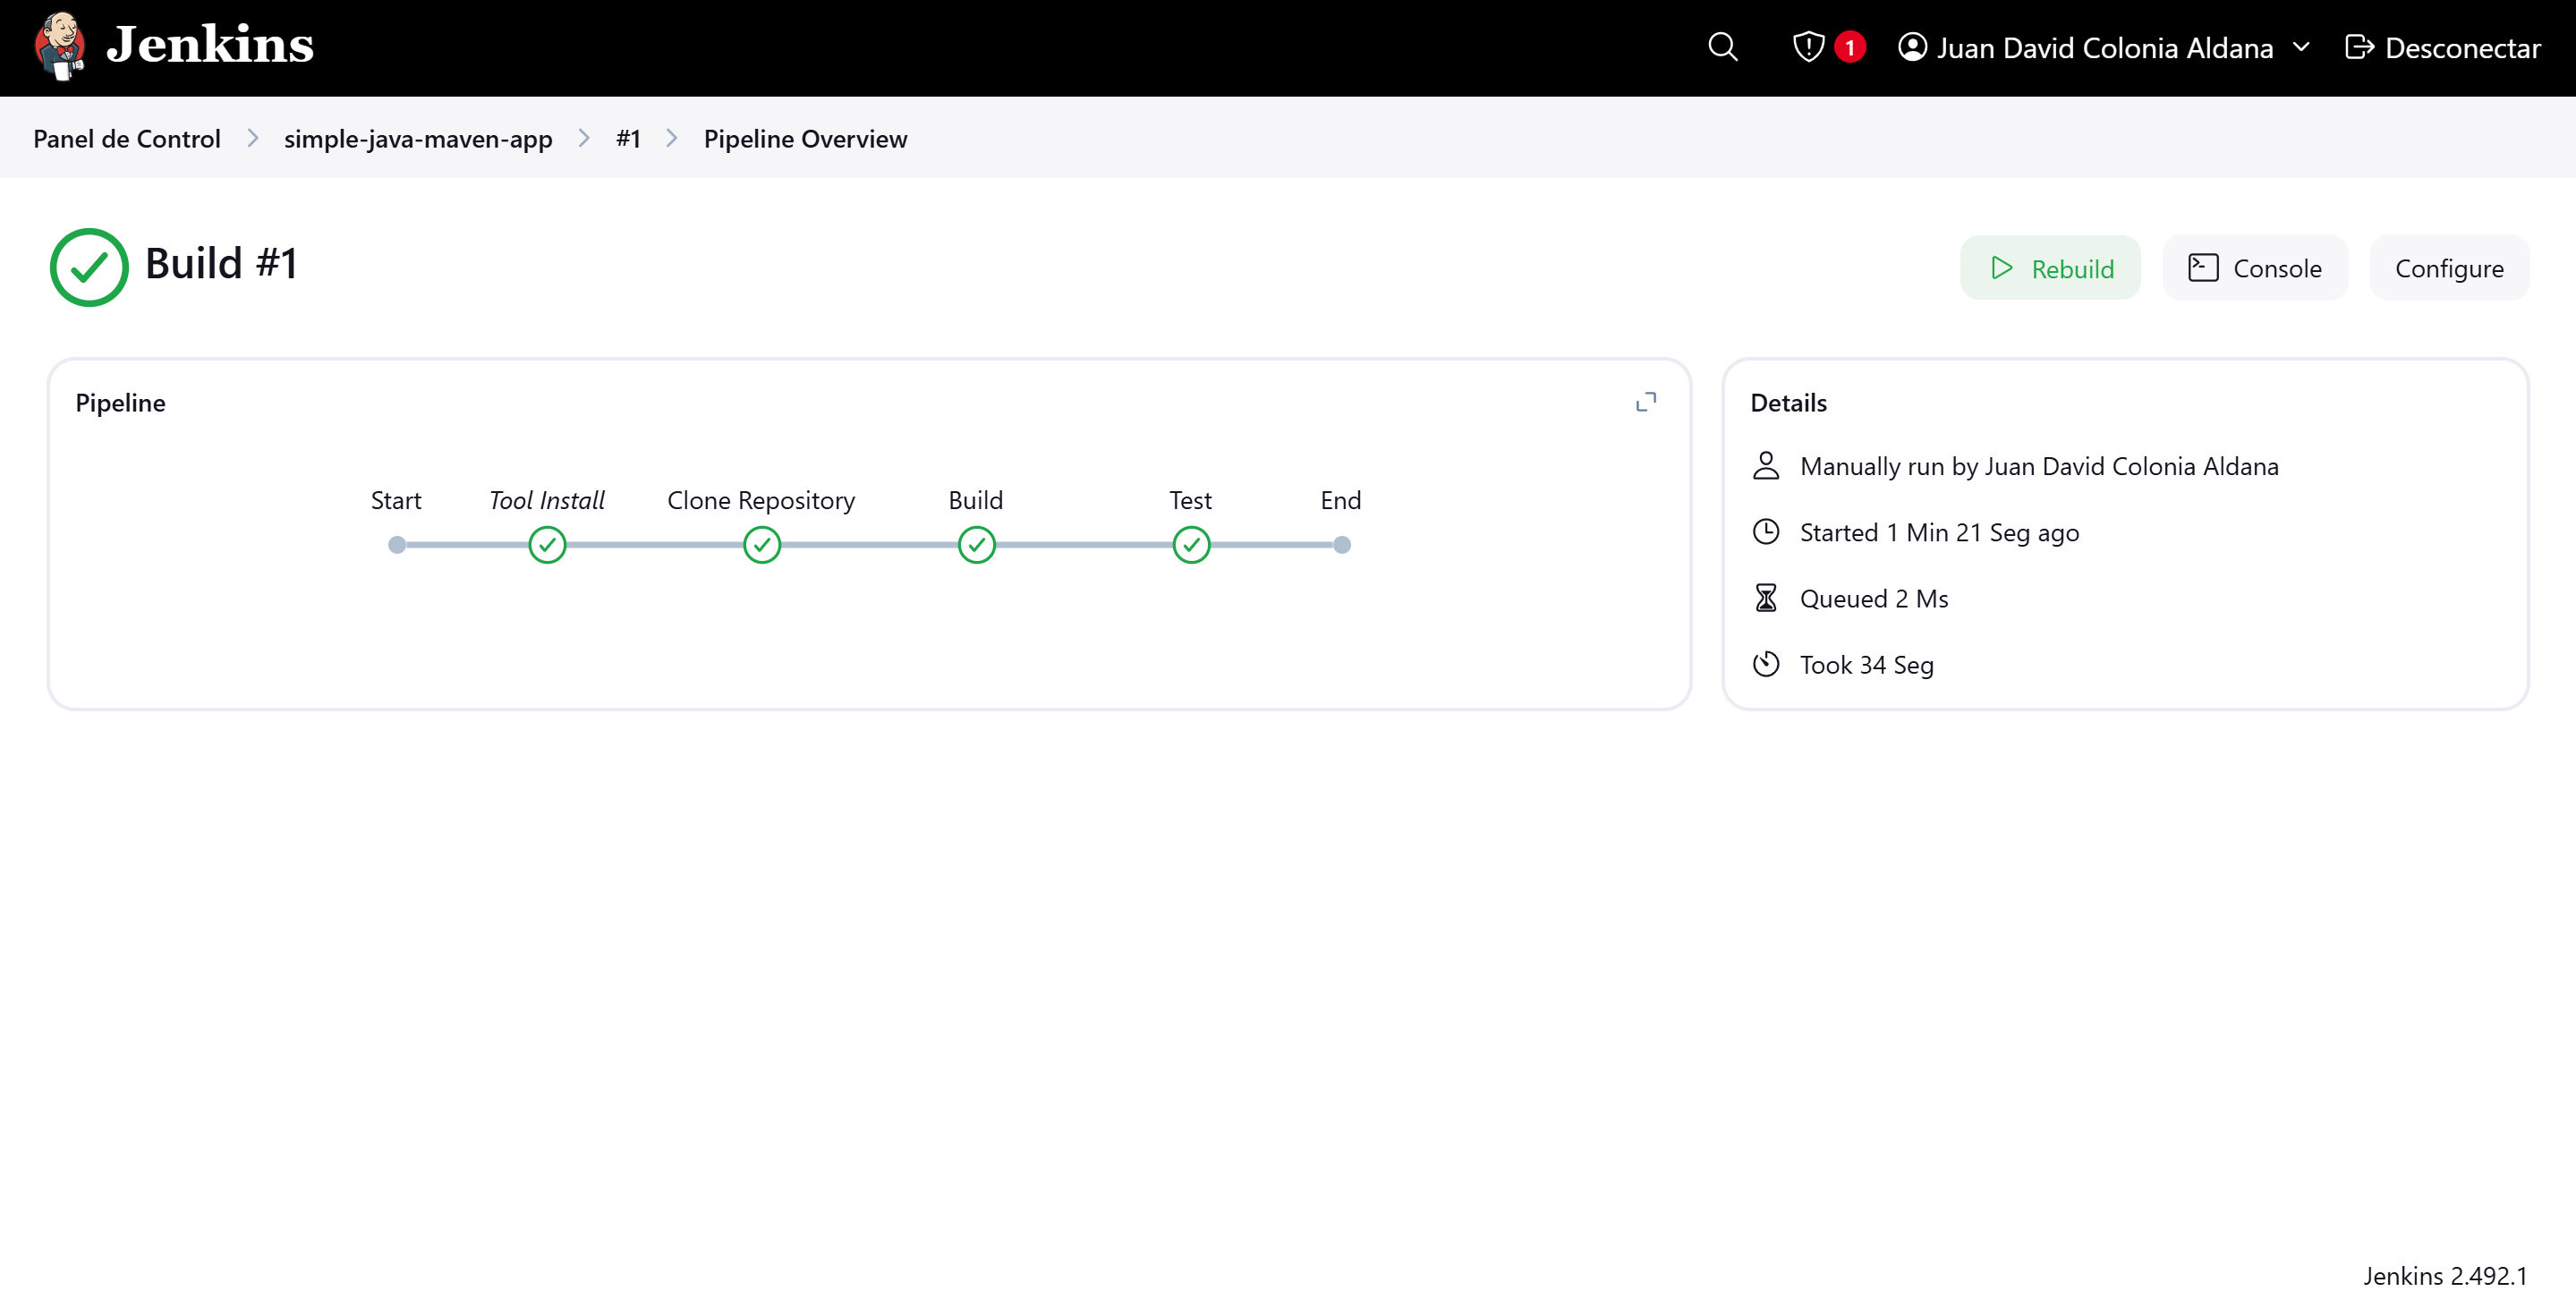 Jenkins
1
Juan David Colonia Aldana
Desconectar
Panel de Control
simple-java-maven-app
#1
Pipeline Overview
Build #1
Rebuild
Console
Configure
Pipeline
Start
Tool Install
Clone Repository
Build
Test
End
Details
Manually run by Juan David Colonia Aldana
Started 1 Min 21 Seg ago
Queued 2 Ms
Took 34 Seg
Jenkins 2.492.1